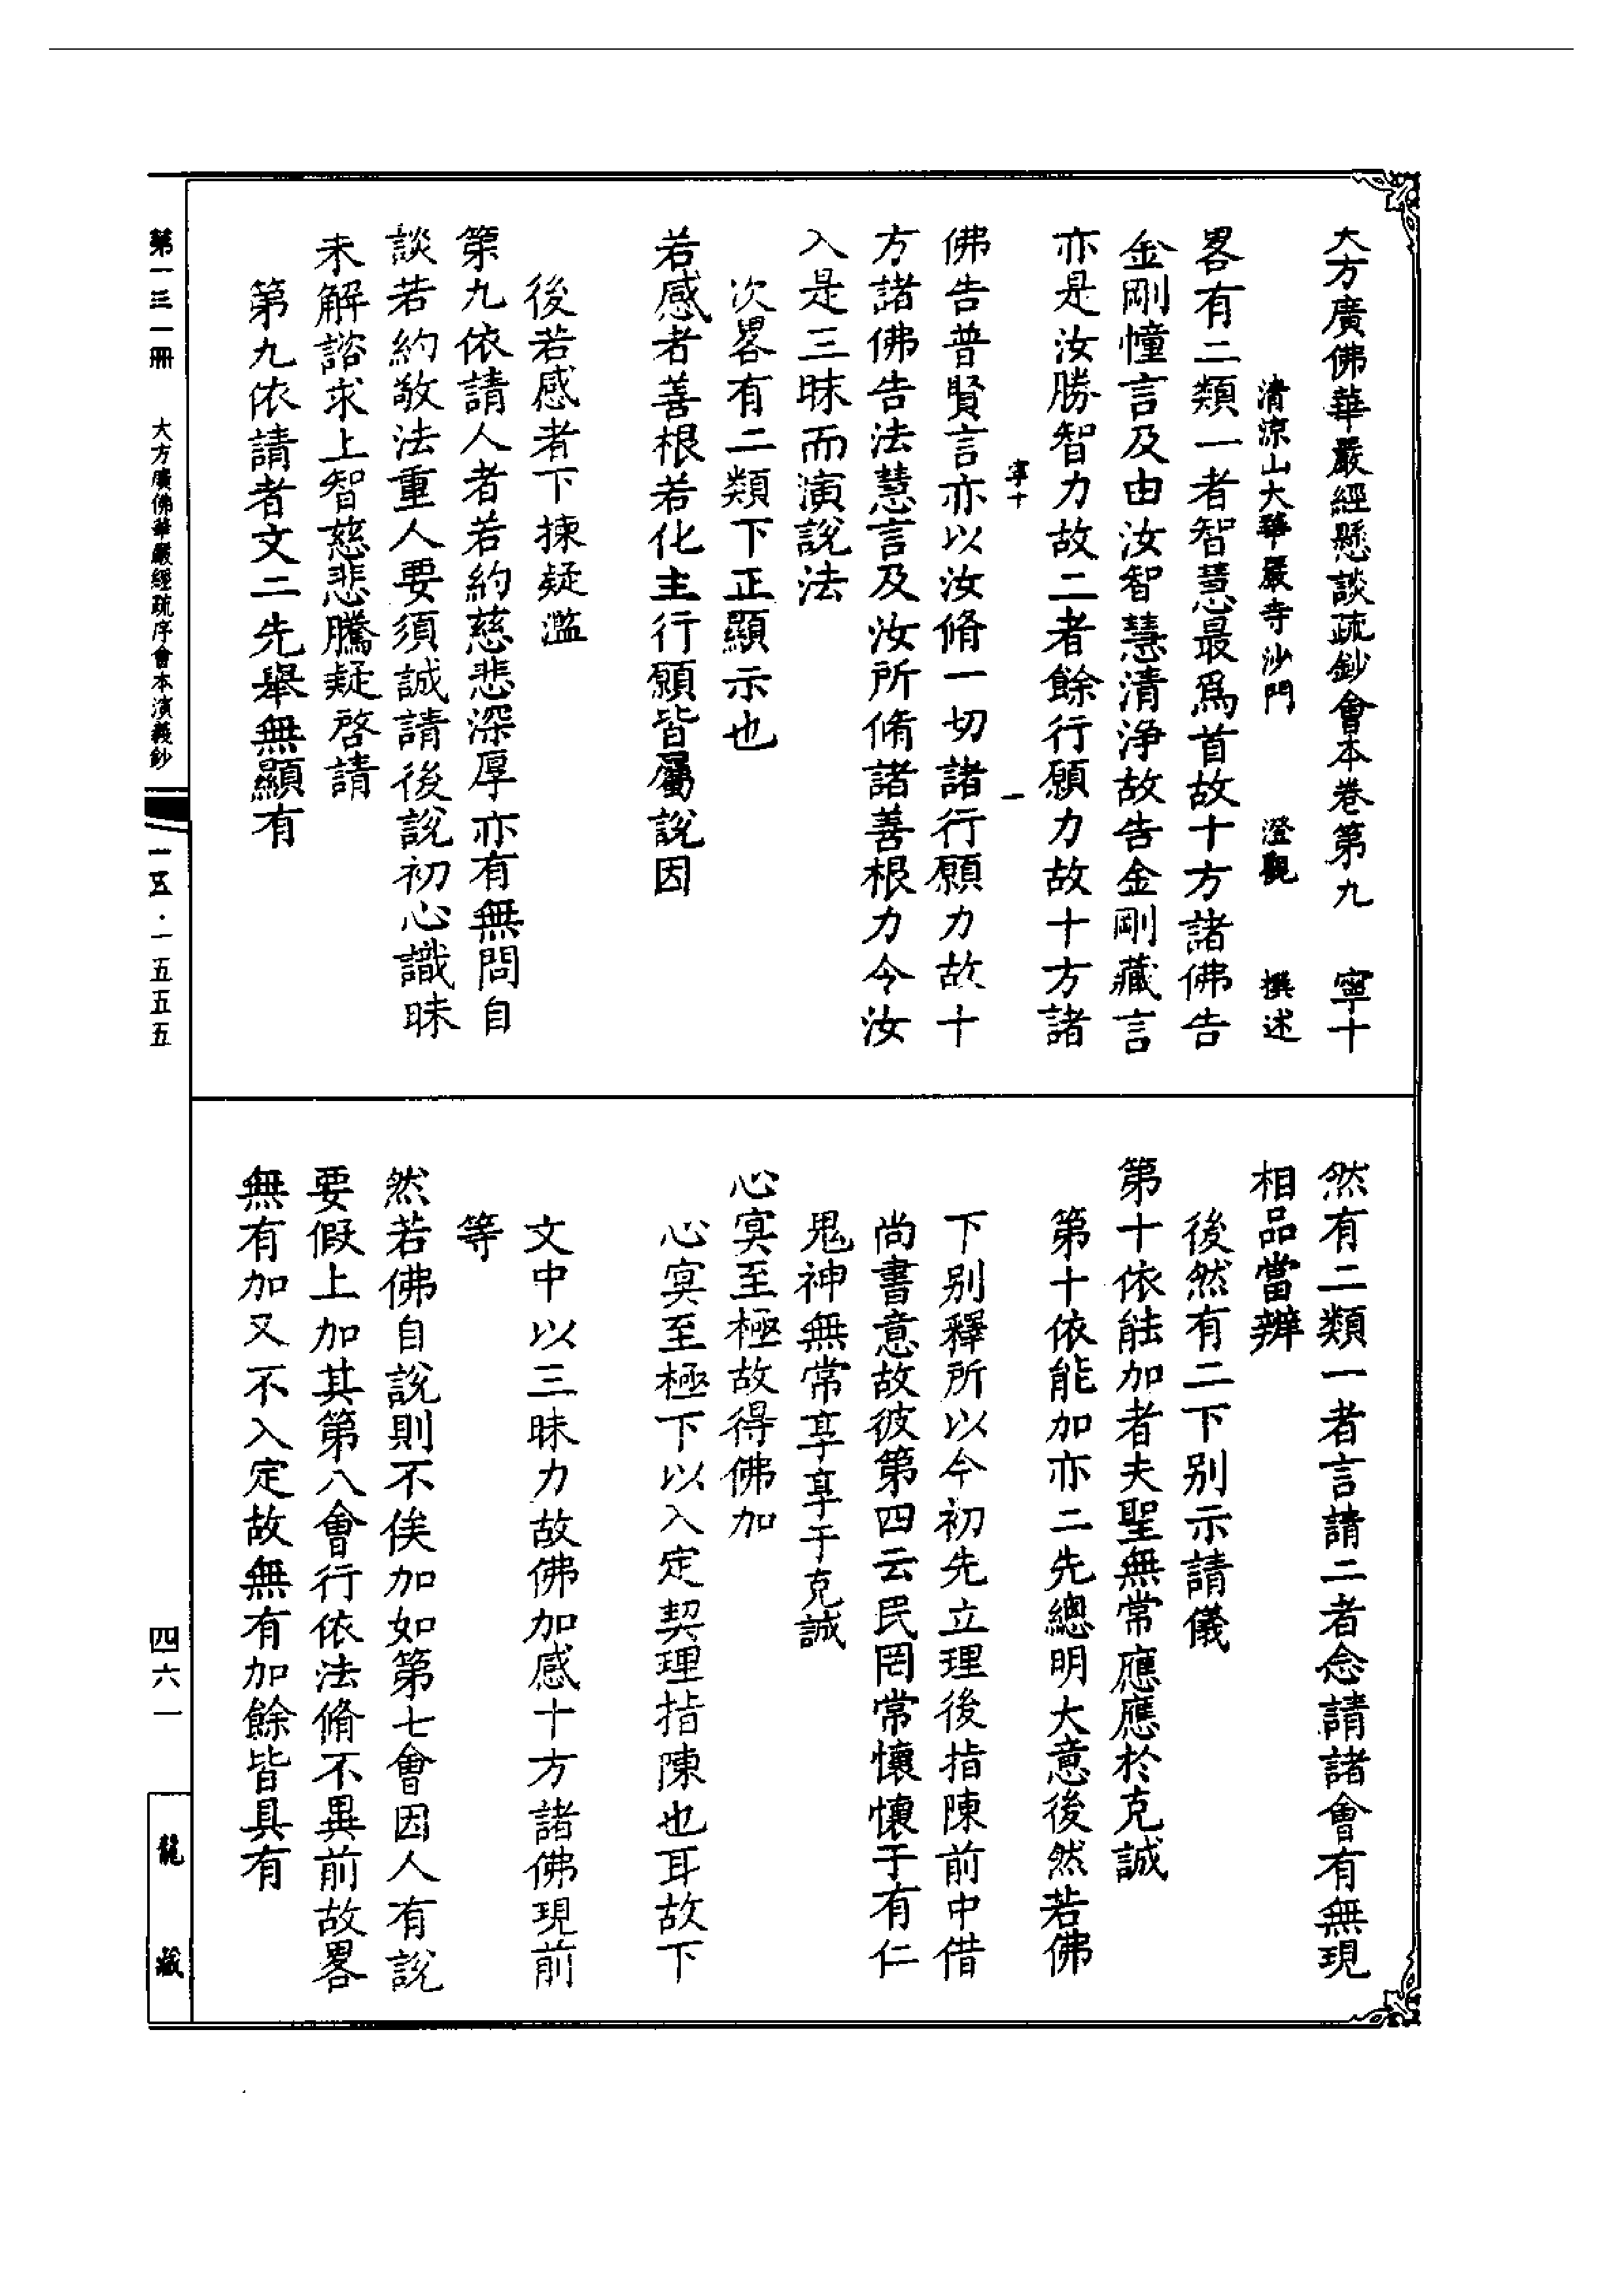 大方廣佛華嚴經懸談疏鈔會本卷第九 寧十
清涼山大華嚴寺沙門 澄觀 撰述
畧有二類一者智慧最爲首故十方諸佛告
金剛幢言及由汝智慧清淨故告金剛藏言
亦是汝勝智力故二者餘行願力故十方諸
寧十 一
佛告普賢言亦以汝脩一切諸行願力故十
方諸佛告法慧言及汝所脩諸善根力令汝
入是三昧而演說法
次畧有二類下正顯示也
若感者善根若化主行願皆屬說因
後若感者下揀疑濫
第九依請人者若約慈悲深厚亦有無問自
談若約敬法重人要須誠請後說初心識昧
未解諮求上智慈悲騰疑啓請
第九依請者文二先舉無顯有
然有二類一者言請二者念請諸會有無現
相品當辨
後然有二下別示請儀
第十依能加者夫聖無常應應於克誠
第十依能加亦二先總明大意後然若佛
下別釋所以今初先立理後指陳前中借
尚書意故彼第四云民罔常懷懷于有仁
鬼神無常享享于克誠
心冥至極故得佛加
心冥至極下以入定契理指陳也耳故下
文中以三昧力故佛加感十方諸佛現前
等
然若佛自說則不俟加如第七會因人有說
要假上加其第八會行依法脩不異前故畧
無有加又不入定故無有加餘皆具有
第一三一冊 大方廣佛華嚴經疏序會本演義鈔 一五·一五五五 四六一 龍藏